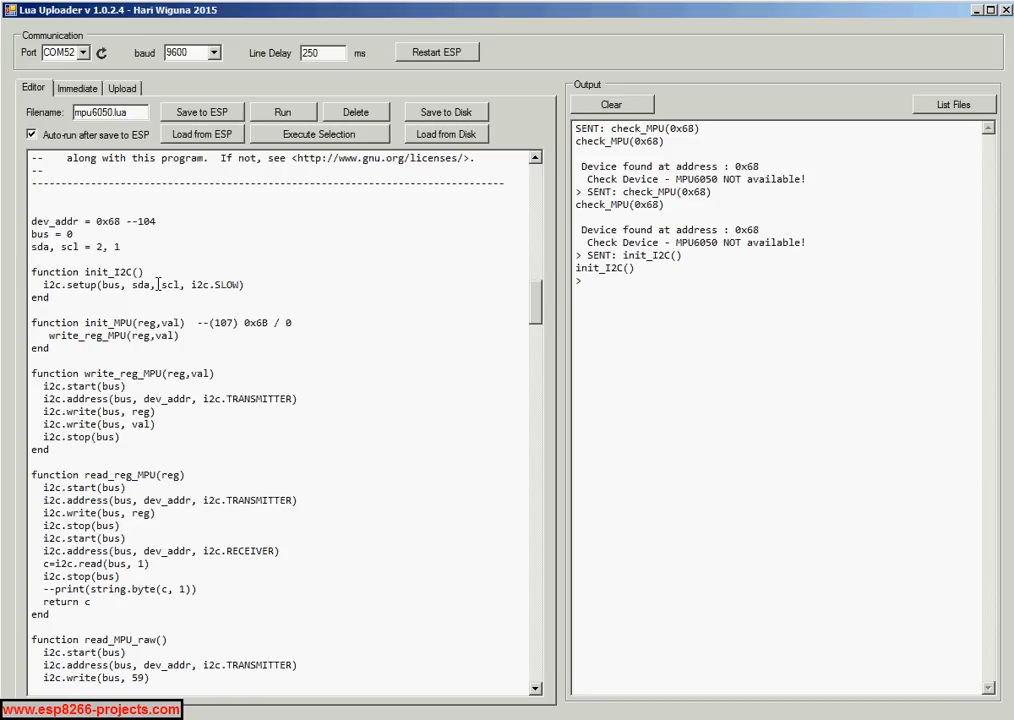 Lua Uploader v 1.0.2.4 - Hari Wiguna 2015
Communication
Port COM52 baud 9600 Line Delay 250 ms Restart ESP
Editor Immediate Upload
Filename: mpu6050.lua Save to ESP Run Delete Save to Disk
Auto-run after save to ESP Load from ESP Execute Selection Load from Disk
--    along with this program.  If not, see <http://www.gnu.org/licenses/>.
--
--------------------------------------------------------------------------------
dev_addr = 0x68 --104
bus = 0
sda, scl = 2, 1
function init_I2C()
  i2c.setup(bus, sda, scl, i2c.SLOW)
end
function init_MPU(reg,val)  --(107) 0x6B / 0
   write_reg_MPU(reg,val)
end
function write_reg_MPU(reg,val)
  i2c.start(bus)
  i2c.address(bus, dev_addr, i2c.TRANSMITTER)
  i2c.write(bus, reg)
  i2c.write(bus, val)
  i2c.stop(bus)
end
function read_reg_MPU(reg)
  i2c.start(bus)
  i2c.address(bus, dev_addr, i2c.TRANSMITTER)
  i2c.write(bus, reg)
  i2c.stop(bus)
  i2c.start(bus)
  i2c.address(bus, dev_addr, i2c.RECEIVER)
  c=i2c.read(bus, 1)
  i2c.stop(bus)
  --print(string.byte(c, 1))
  return c
end
function read_MPU_raw()
  i2c.start(bus)
  i2c.address(bus, dev_addr, i2c.TRANSMITTER)
  i2c.write(bus, 59)
Output
Clear List Files
SENT: check_MPU(0x68)
check_MPU(0x68)
 Device found at address : 0x68
  Check Device - MPU6050 NOT available!
> SENT: check_MPU(0x68)
check_MPU(0x68)
 Device found at address : 0x68
  Check Device - MPU6050 NOT available!
> SENT: init_I2C()
init_I2C()
>
www.esp8266-projects.com